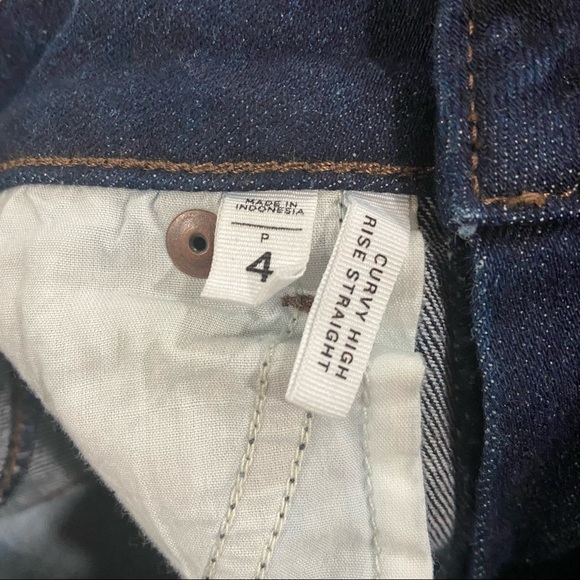 MADE IN
INDONESIA
P
4
CURVY HIGH
RISE STRAIGHT